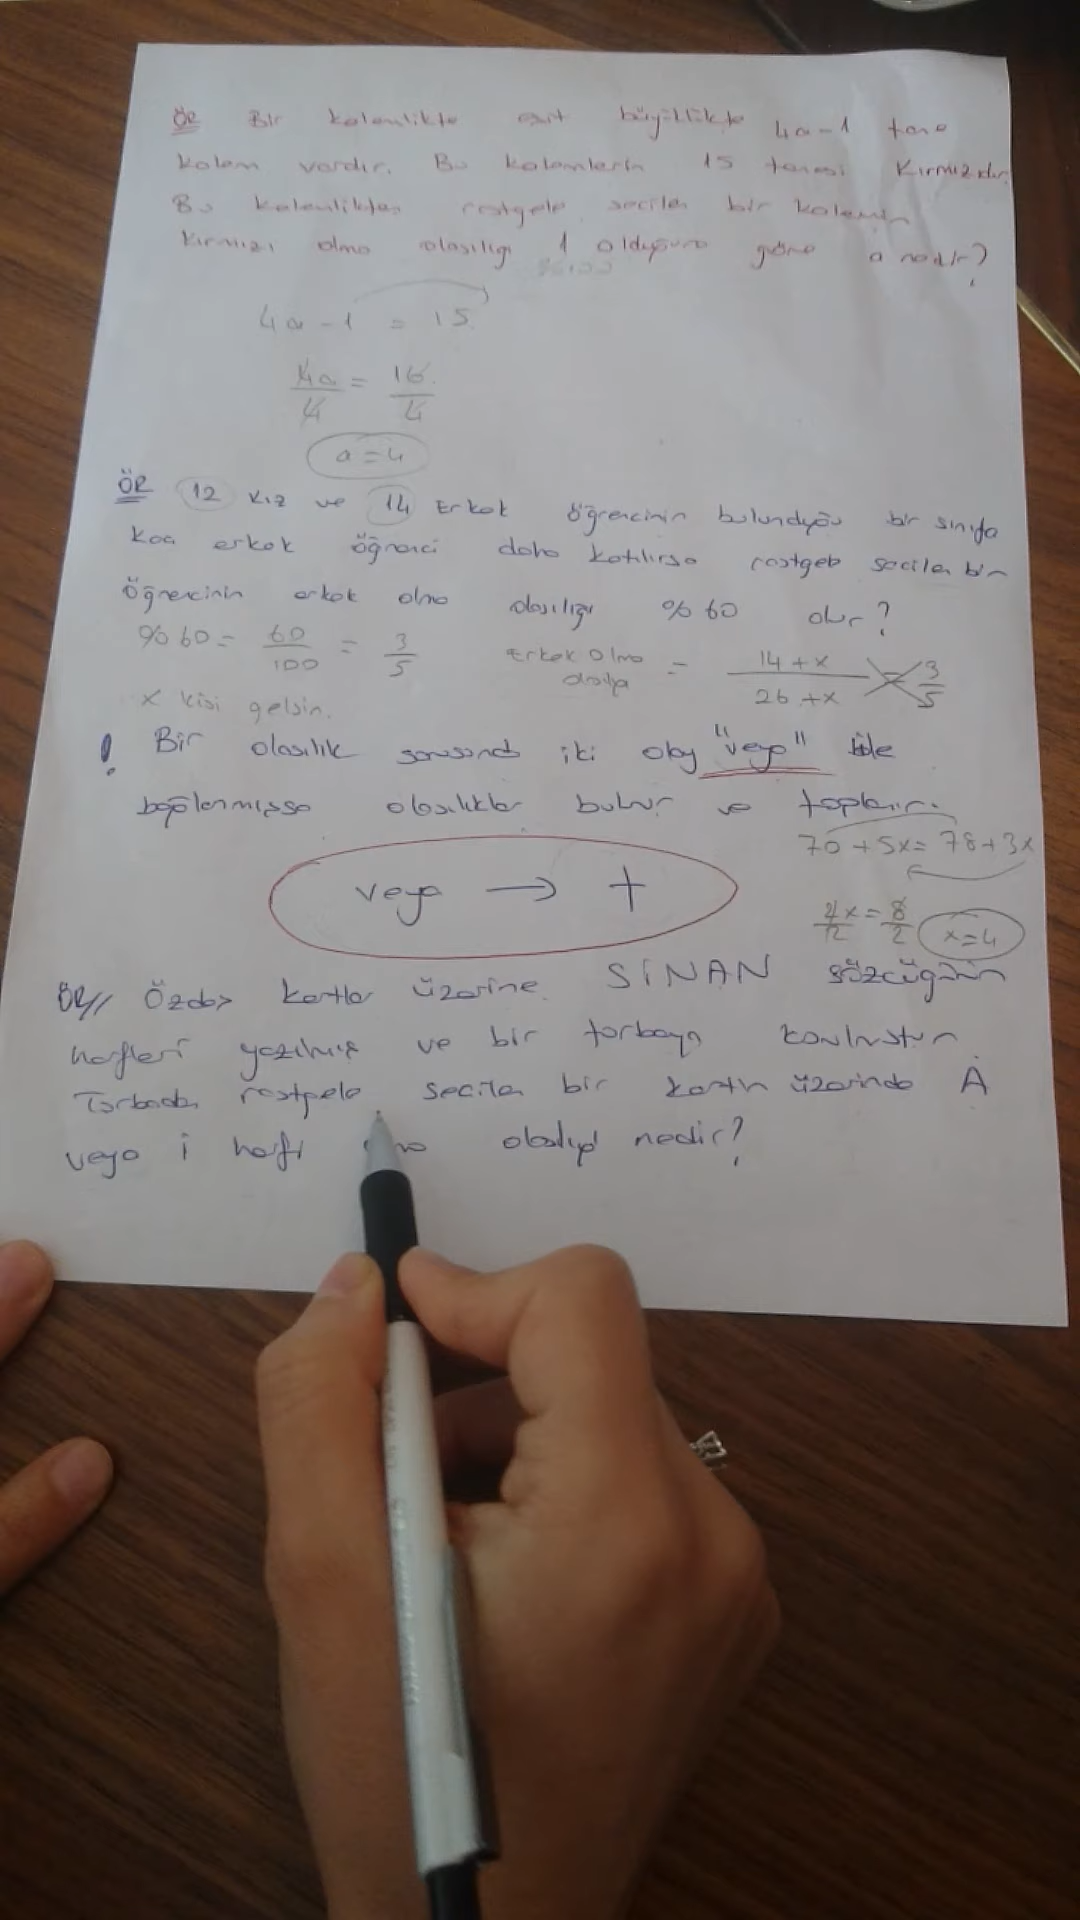 ÖR Bir kalemlikte eşit büyüklükte 4a-1 tane
kalem vardır. Bu kalemlerin 15 tanesi Kırmızıdır.
Bu kalemlikten rastgele seçilen bir kalemin
Kırmızı olma olasılığı 1 olduğuna göre a nedir?
4a-1 = 15
4a/4 = 16/4
a=4
ÖR 12 Kız ve 14 Erkek öğrencinin bulunduğu bir sınıfa
kaç erkek öğrenci daha katılırsa rastgele seçilen bir
öğrencinin erkek olma olasılığı %60 olur?
%60 = 60/100 = 3/5 Erkek olma = 14+x/26+x = 3/5
x kişi gelsin.
! Bir olasılık sorusunda iki olay "veya" ile
bağlanmışsa olasılıklar bulunur ve toplanır.
70+5x=78+3x
veya → +
2x/2=8/2 x=4
ÖR// Özdeş kartlar üzerine SİNAN sözcüğünün
harfleri yazılmış ve bir torbaya konulmuştur.
Torbadan rastgele seçilen bir kartın üzerinde A
veya i harfi olasılığı nedir?